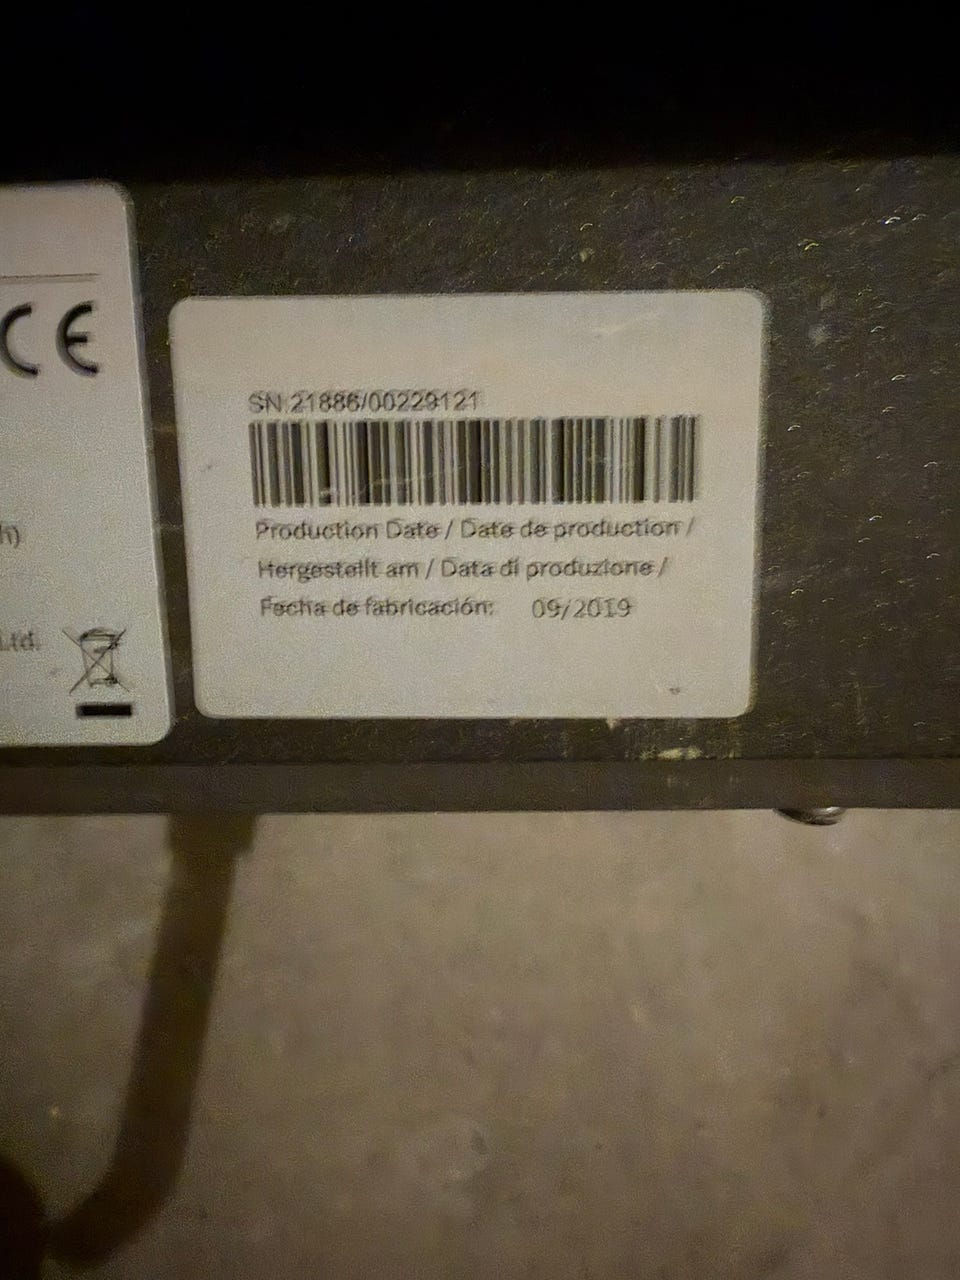 CE
h)
Ltd.
SN:21886/00229121
Production Date / Date de production /
Hergestellt am / Data di produzione /
Fecha de fabricación: 09/2019